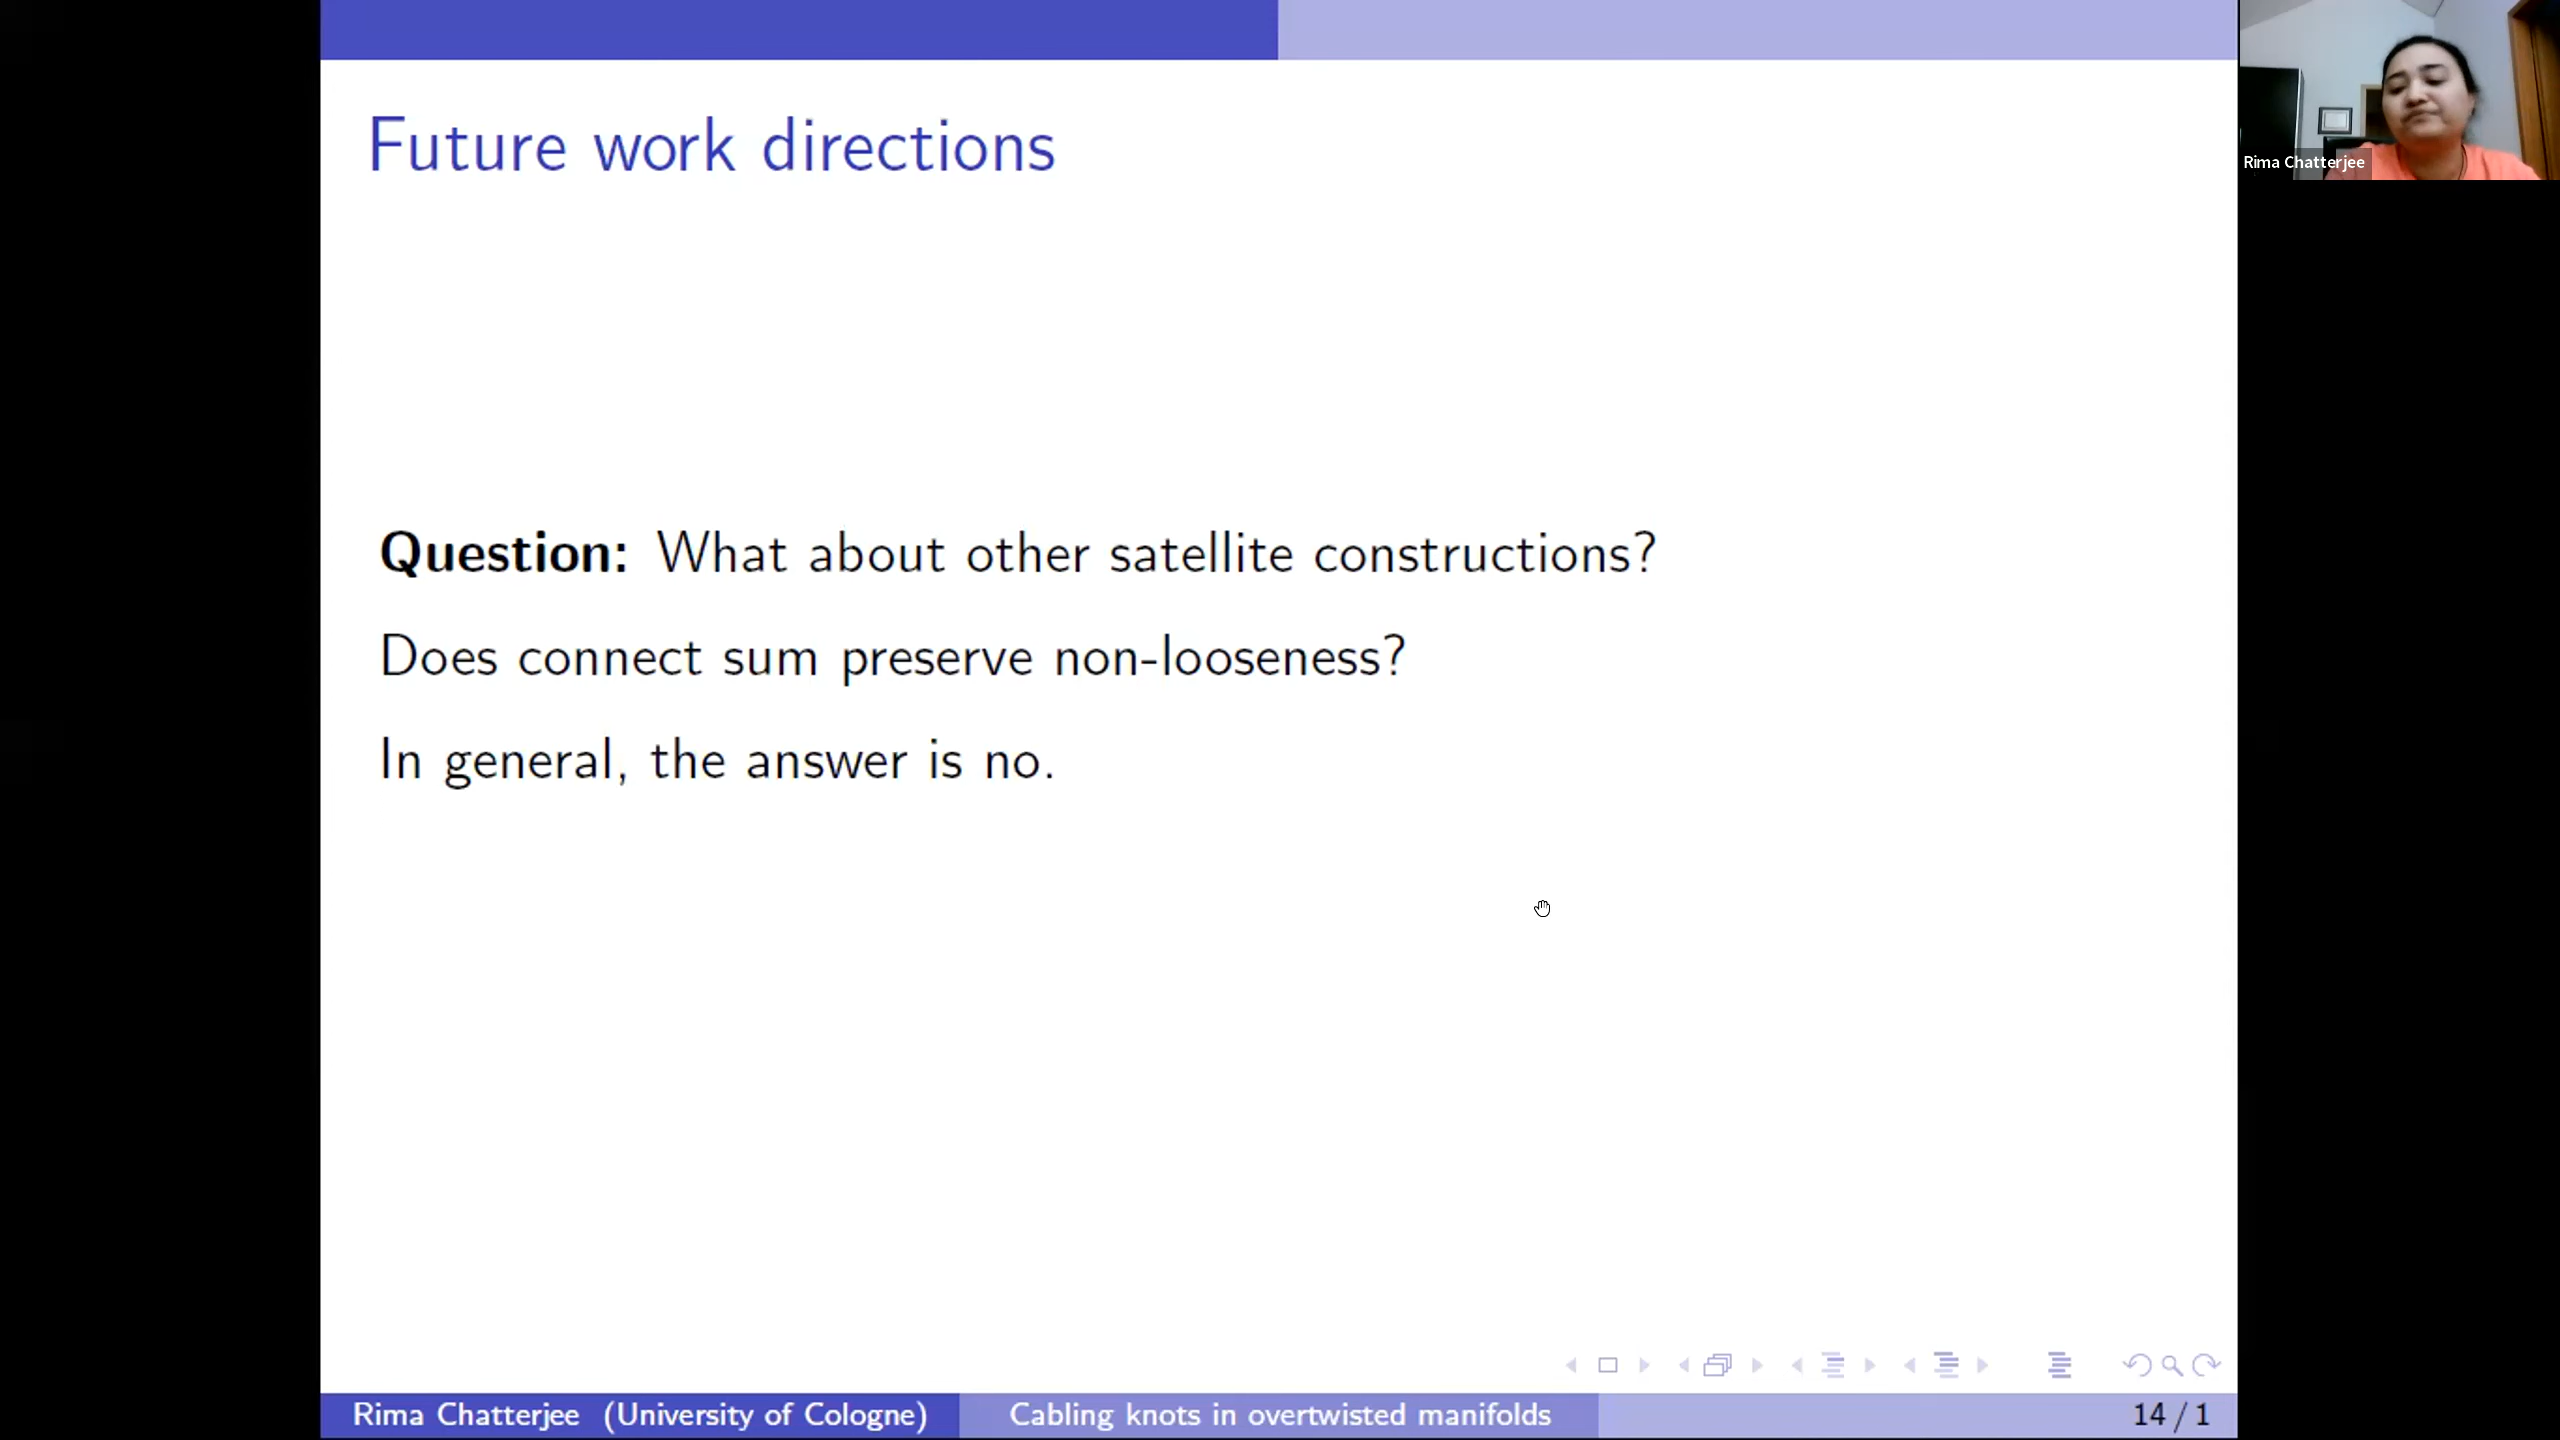 Future work directions
Rima Chatterjee
Question: What about other satellite constructions?
Does connect sum preserve non-looseness?
In general, the answer is no.
Rima Chatterjee (University of Cologne)
Cabling knots in overtwisted manifolds
14 / 1